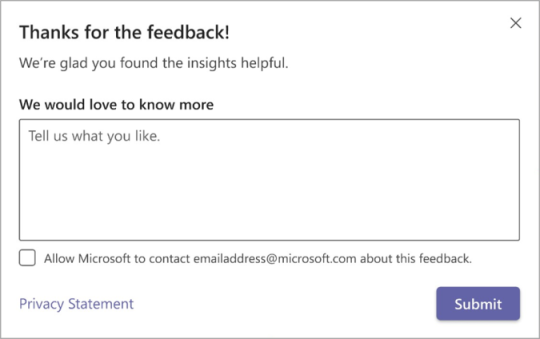 Thanks for the feedback!
We're glad you found the insights helpful.
We would love to know more
Tell us what you like.
Allow Microsoft to contact emailaddress@microsoft.com about this feedback.
Privacy Statement
Submit